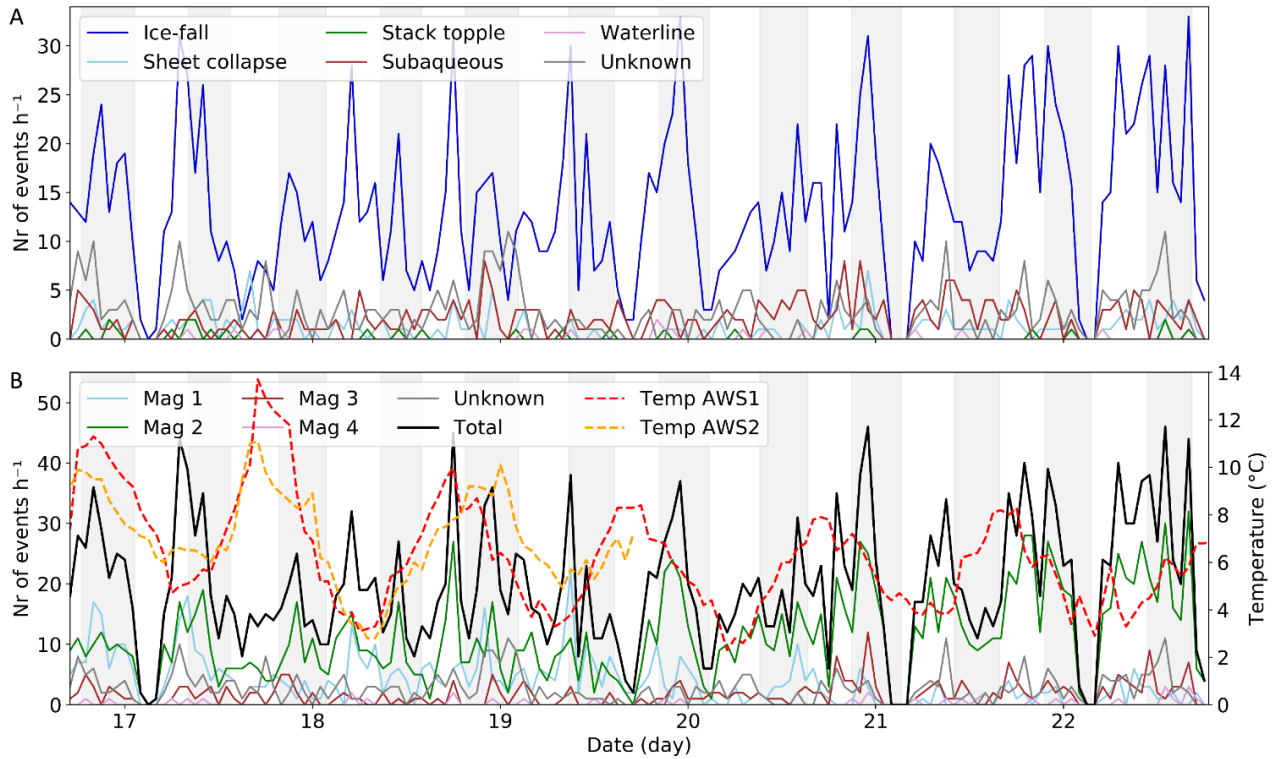 A
Ice-fall Stack topple Waterline
Sheet collapse Subaqueous Unknown
Nr of events h⁻¹
30
25
20
15
10
5
0
B
Mag 1 Mag 3 Unknown Temp AWS1
Mag 2 Mag 4 Total Temp AWS2
Nr of events h⁻¹
50
40
30
20
10
0
14
12
10
8
6
4
2
0
Temperature (°C)
17 18 19 20 21 22
Date (day)